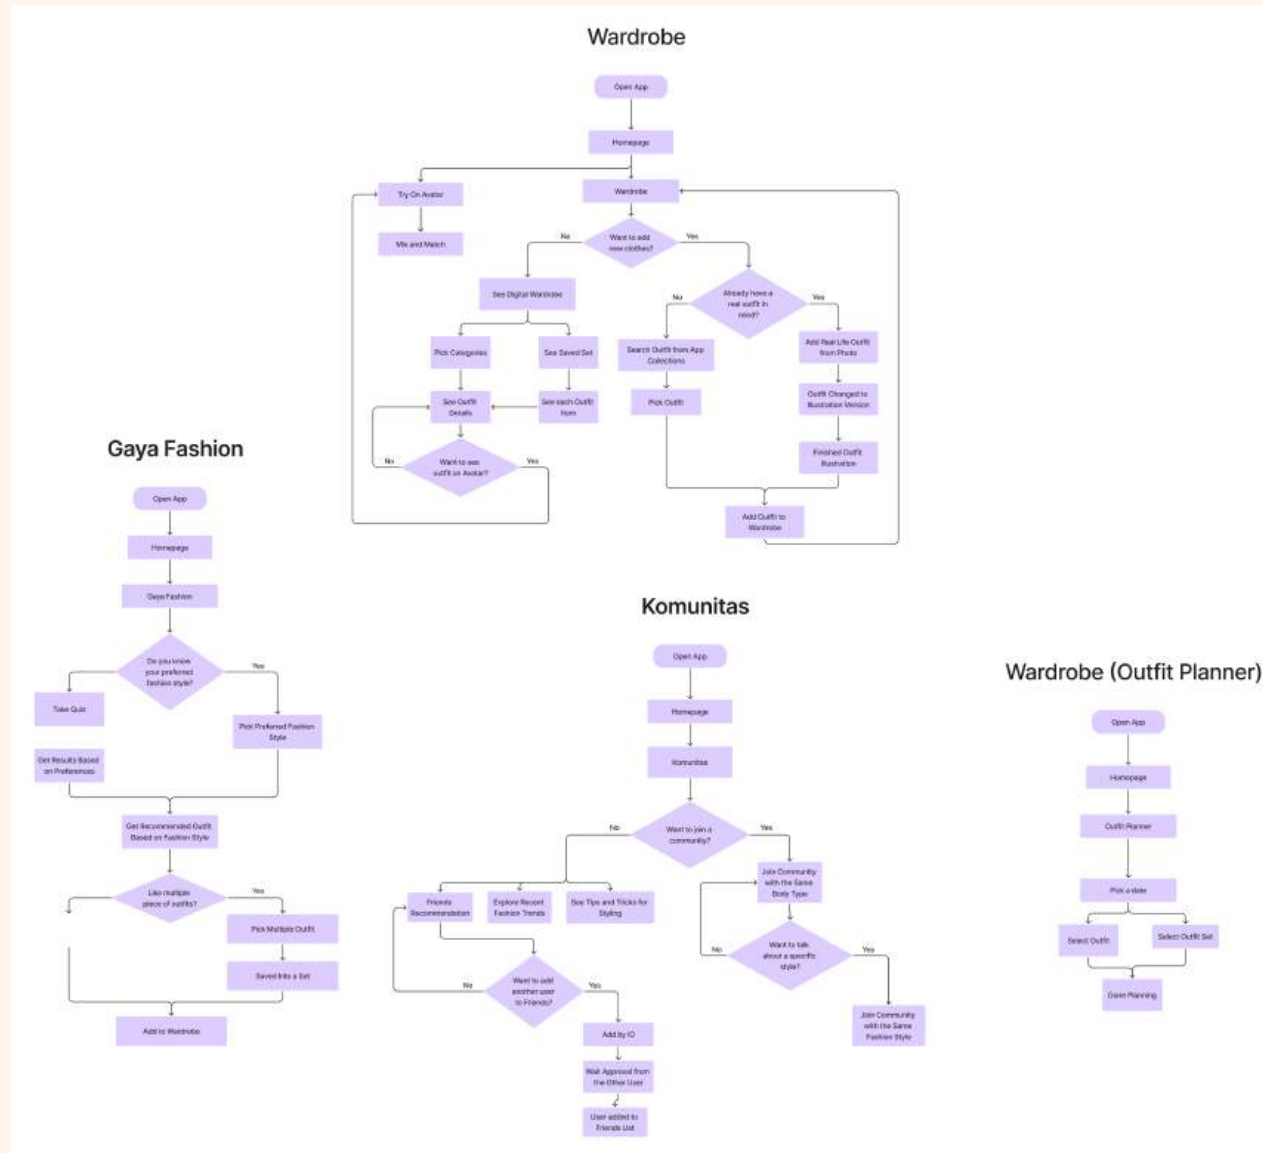 Wardrobe
Open App
Homepage
Try On Avatar
Mix and Match
Wardrobe
Want to add
new clothes?
No
Yes
See Digital Wardrobe
Pick Categories
See Saved Set
See Outfit
Details
See each Outfit
Item
Want to see
outfit on Avatar?
No
Yes
Already have a
real outfit in
mind?
No
Yes
Search Outfit from App
Collections
Pick Outfit
Add Real Life Outfit
from Photo
Outfit Changed to
Illustration Version
Finished Outfit
Illustration
Add Outfit to
Wardrobe
Gaya Fashion
Open App
Homepage
Gaya Fashion
Do you know
your preferred
fashion style?
Yes
Take Quiz
Get Results Based
on Preferences
Pick Preferred Fashion
Style
Get Recommended Outfit
Based on Fashion Style
Like multiple
piece of outfits?
Yes
Pick Multiple Outfit
Saved Into a Set
Add to Wardrobe
Komunitas
Open App
Homepage
Komunitas
Want to join a
community?
No
Yes
Friends
Recommendation
Explore Recent
Fashion Trends
See Tips and Tricks for
Styling
Want to add
another user
to Friends?
No
Yes
Add by ID
Wait Approval from
the Other User
User added to
Friends List
Join Community
with the Same
Body Type
Want to talk
about a specific
style?
No
Yes
Join Community
with the Same
Fashion Style
Wardrobe (Outfit Planner)
Open App
Homepage
Outfit Planner
Pick a date
Select Outfit
Select Outfit Set
Done Planning